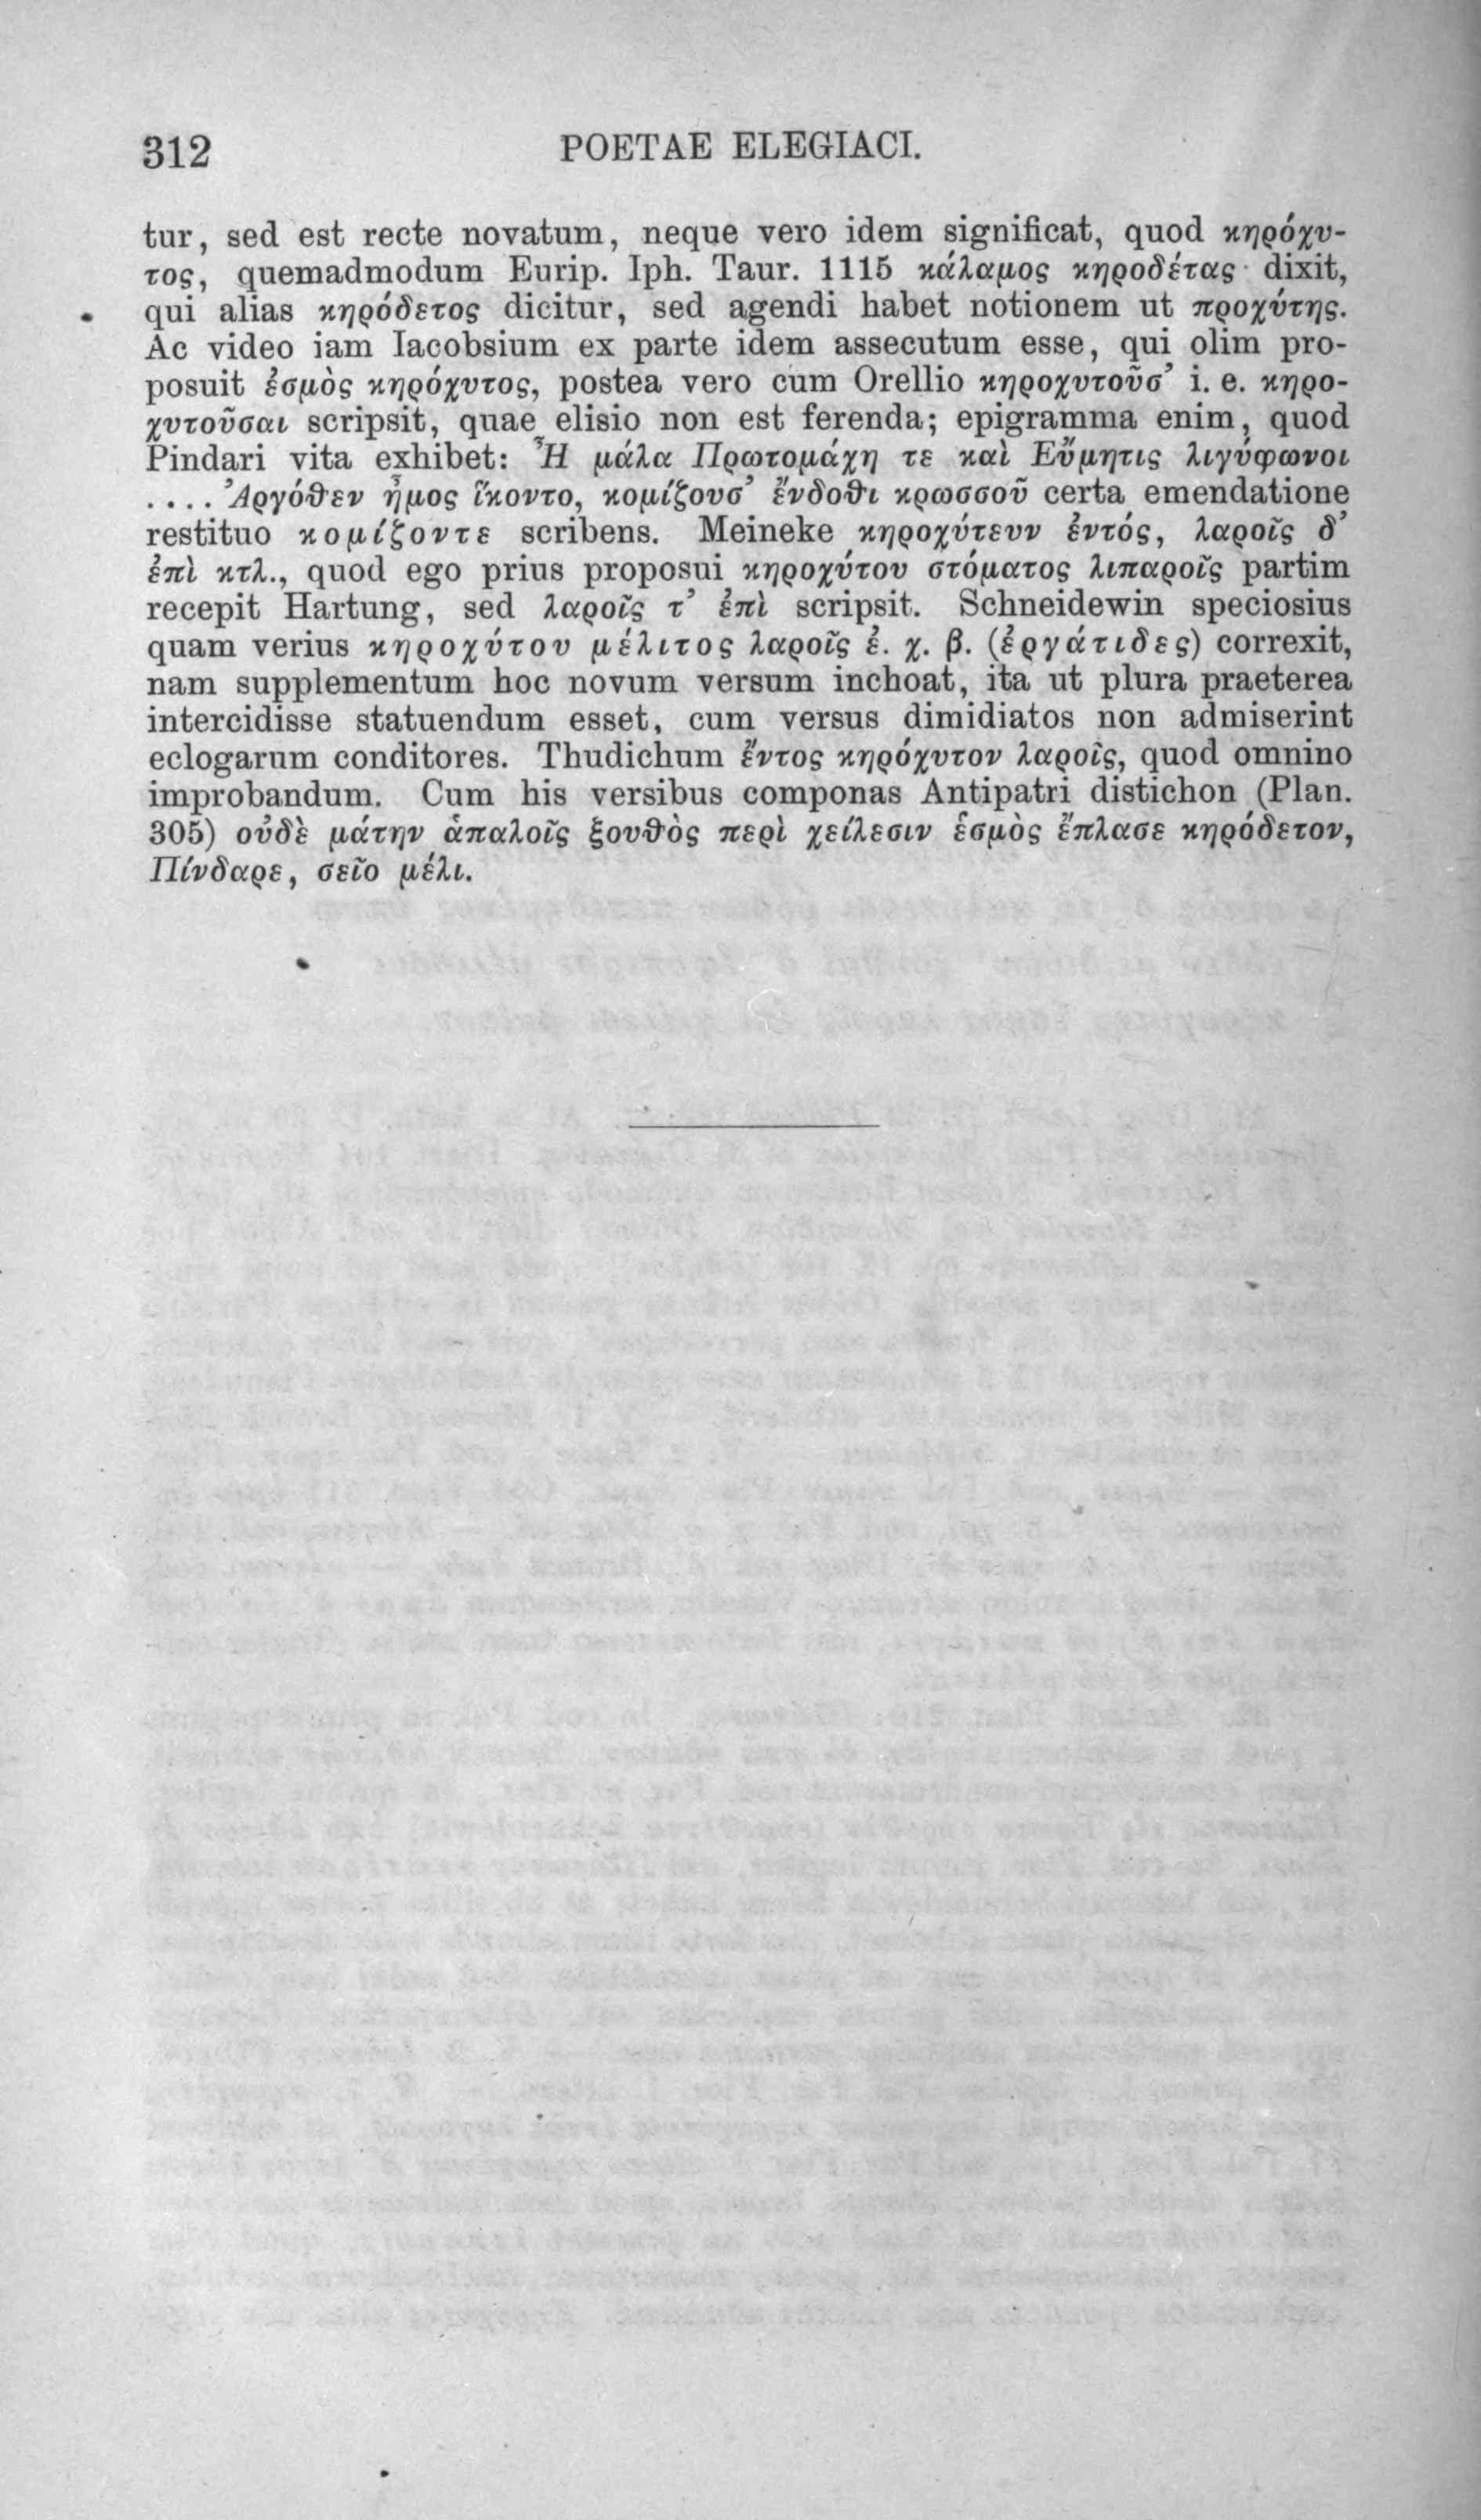 312 POETAE ELEGIACI.
tur, sed est recte novatum, neque vero idem significat, quod κηρόχυ-
τος, quemadmodum Eurip. Iph. Taur. 1115 κάλαμος κηροδέτας dixit,
qui alias κηρόδετος dicitur, sed agendi habet notionem ut προχύτης.
Ac video iam Iacobsium ex parte idem assecutum esse, qui olim pro-
posuit ἑσμὸς κηρόχυτος, postea vero cum Orellio κηροχυτοῦσ’ i. e. κηρο-
χυτοῦσαι scripsit, quae elisio non est ferenda; epigramma enim, quod
Pindari vita exhibet: Ἦ μάλα Πρωτομάχη τε καὶ Εὔμητις λιγύφωνοι
.... Ἀργόθεν ἦμος ἵκοντο, κομίζουσ’ ἔνδοθι κρωσσοῦ certa emendatione
restituo κομίζοντε scribens. Meineke κηροχύτευν ἐντός, λαροῖς δ’
ἐπὶ κτλ., quod ego prius proposui κηροχύτου στόματος λιπαροῖς partim
recepit Hartung, sed λαροῖς τ’ ἐπὶ scripsit. Schneidewin speciosius
quam verius κηροχύτου μέλιτος λαροῖς ἐ. χ. β. (ἐργάτιδες) correxit,
nam supplementum hoc novum versum inchoat, ita ut plura praeterea
intercidisse statuendum esset, cum versus dimidiatos non admiserint
eclogarum conditores. Thudichum ἔντος κηρόχυτον λαροῖς, quod omnino
improbandum. Cum his versibus componas Antipatri distichon (Plan.
305) οὐδὲ μάτην ἁπαλοῖς ξουθὸς περὶ χείλεσιν ἑσμὸς ἔπλασε κηρόδετον,
Πίνδαρε, σεῖο μέλι.